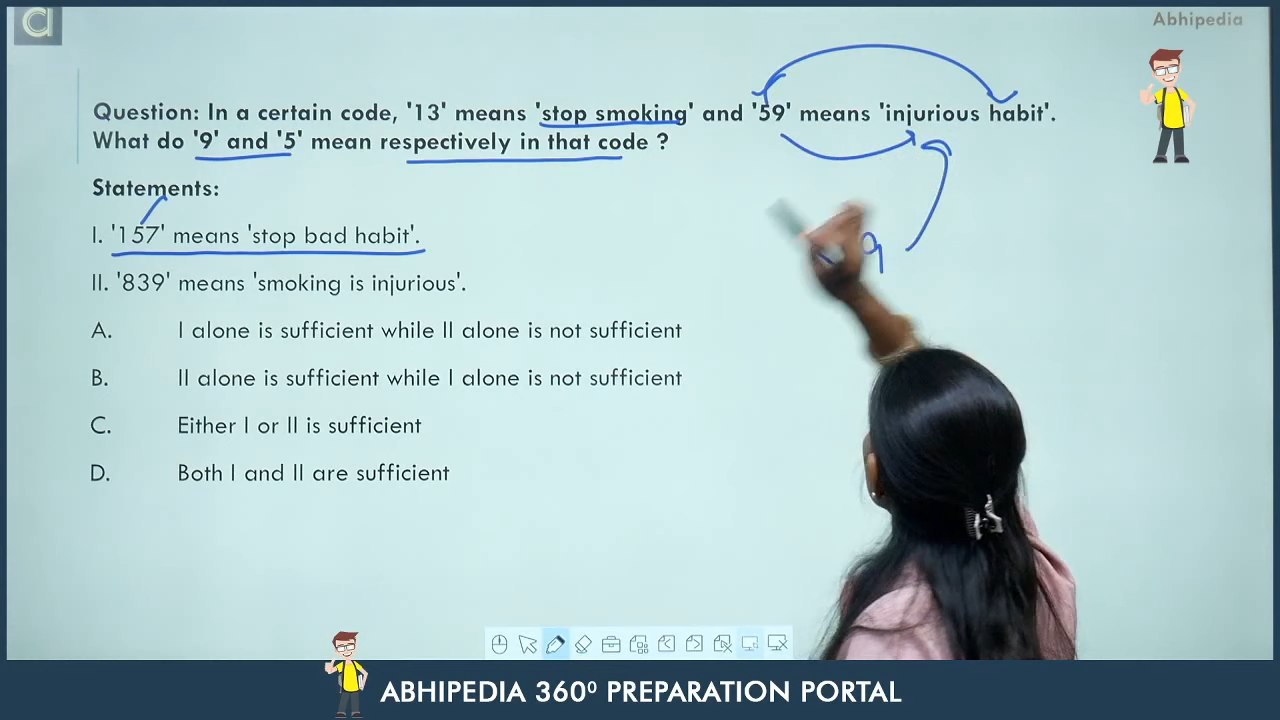 Abhipedia
Question: In a certain code, '13' means 'stop smoking' and '59' means 'injurious habit'.
What do '9' and '5' mean respectively in that code ?
Statements:
I. '157' means 'stop bad habit'.
II. '839' means 'smoking is injurious'.
9
A. I alone is sufficient while II alone is not sufficient
B. II alone is sufficient while I alone is not sufficient
C. Either I or II is sufficient
D. Both I and II are sufficient
ABHIPEDIA 360⁰ PREPARATION PORTAL